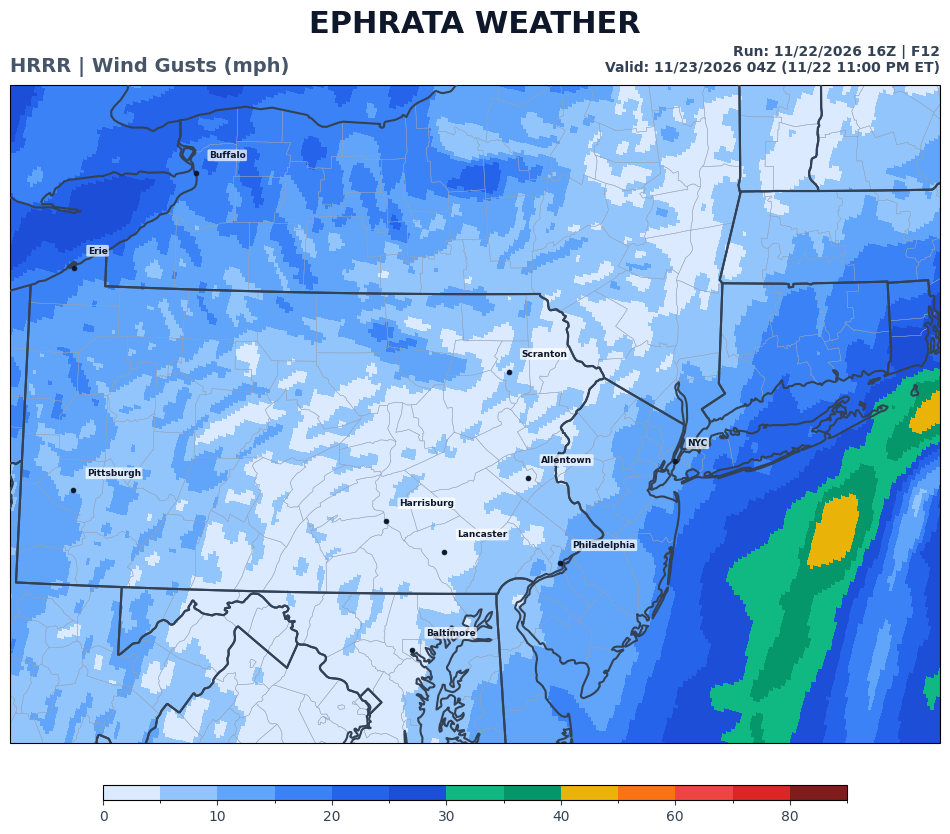 EPHRATA WEATHER
HRRR | Wind Gusts (mph)
Run: 11/22/2026 16Z | F12
Valid: 11/23/2026 04Z (11/22 11:00 PM ET)
Buffalo
Erie
Scranton
NYC
Allentown
Pittsburgh
Harrisburg
Lancaster
Philadelphia
Baltimore
0 10 20 30 40 50 60 70 80